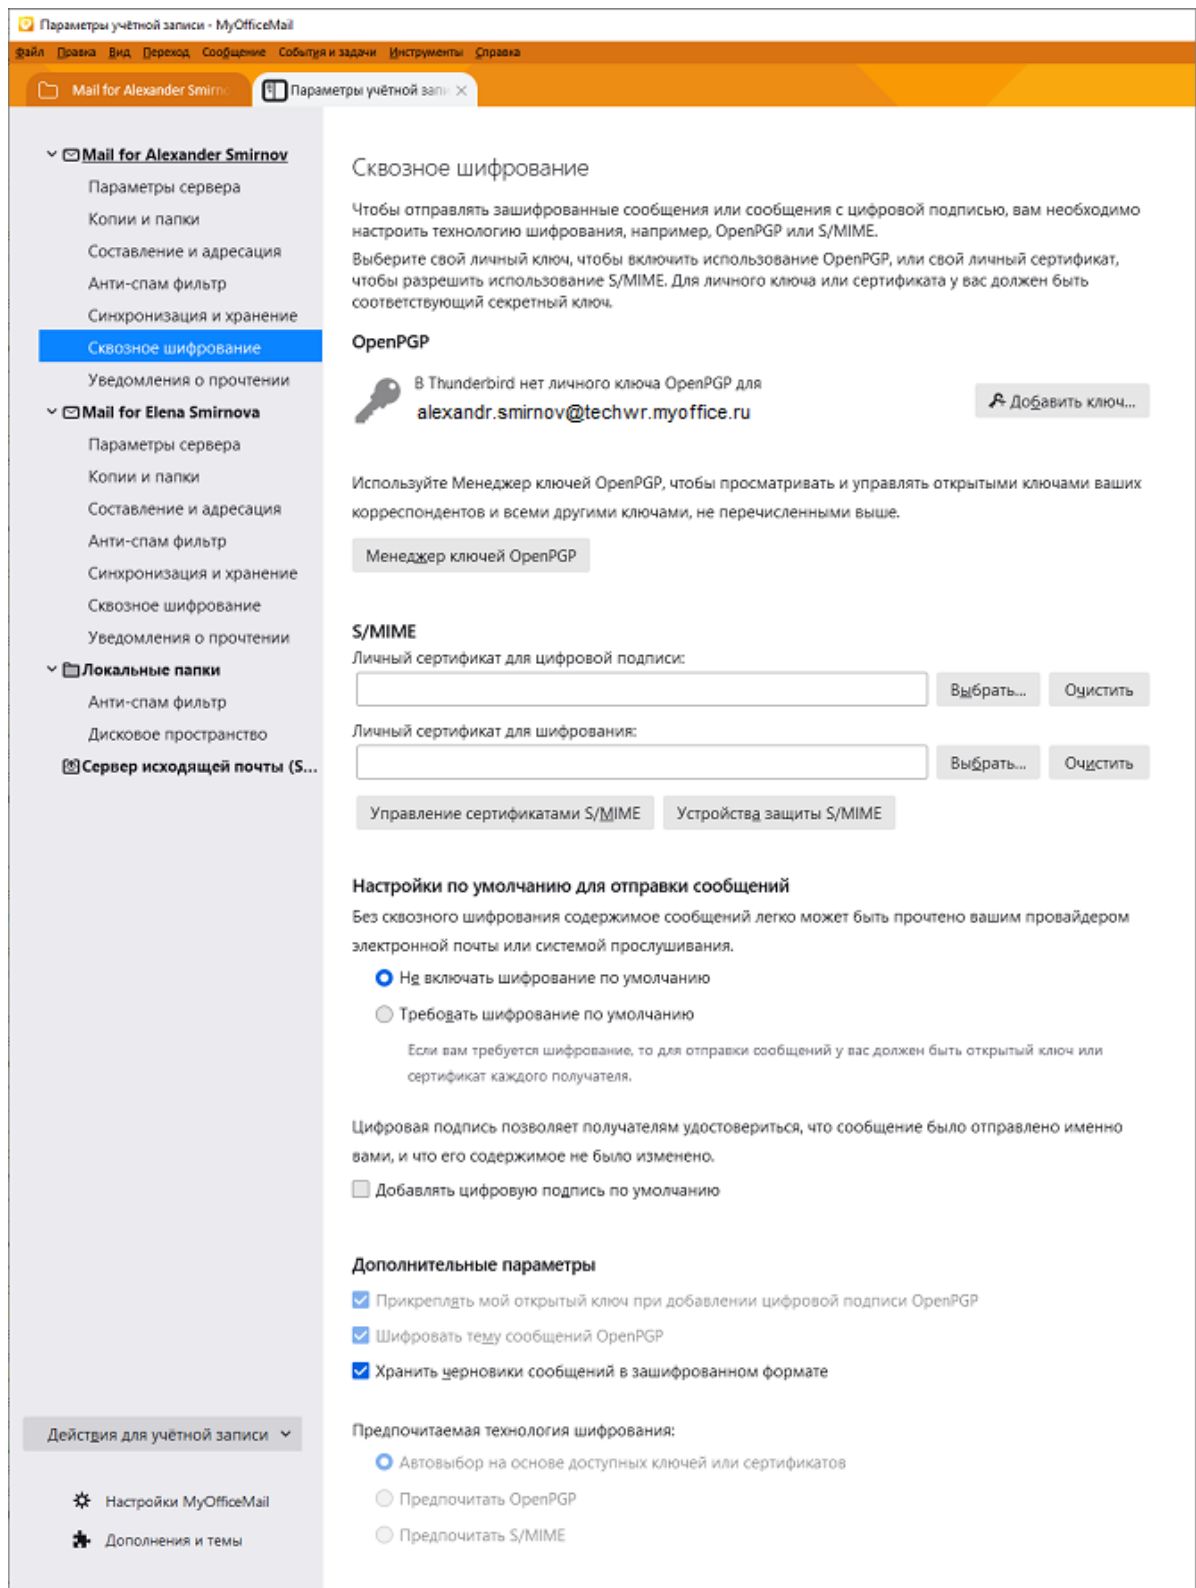 Параметры учётной записи - MyOfficeMail
Файл Правка Вид Переход Сообщение События и задачи Инструменты Справка
Mail for Alexander Smirno
Параметры учётной запи
Mail for Alexander Smirnov
Параметры сервера
Копии и папки
Составление и адресация
Анти-спам фильтр
Синхронизация и хранение
Сквозное шифрование
Уведомления о прочтении
Mail for Elena Smirnova
Параметры сервера
Копии и папки
Составление и адресация
Анти-спам фильтр
Синхронизация и хранение
Сквозное шифрование
Уведомления о прочтении
Локальные папки
Анти-спам фильтр
Дисковое пространство
Сервер исходящей почты (S...
Действия для учётной записи
Настройки MyOfficeMail
Дополнения и темы
Сквозное шифрование
Чтобы отправлять зашифрованные сообщения или сообщения с цифровой подписью, вам необходимо
настроить технологию шифрования, например, OpenPGP или S/MIME.
Выберите свой личный ключ, чтобы включить использование OpenPGP, или свой личный сертификат,
чтобы разрешить использование S/MIME. Для личного ключа или сертификата у вас должен быть
соответствующий секретный ключ.
OpenPGP
В Thunderbird нет личного ключа OpenPGP для
alexandr.smirnov@techwr.myoffice.ru
Добавить ключ...
Используйте Менеджер ключей OpenPGP, чтобы просматривать и управлять открытыми ключами ваших
корреспондентов и всеми другими ключами, не перечисленными выше.
Менеджер ключей OpenPGP
S/MIME
Личный сертификат для цифровой подписи:
Выбрать... Очистить
Личный сертификат для шифрования:
Выбрать... Очистить
Управление сертификатами S/MIME Устройства защиты S/MIME
Настройки по умолчанию для отправки сообщений
Без сквозного шифрования содержимое сообщений легко может быть прочтено вашим провайдером
электронной почты или системой прослушивания.
Не включать шифрование по умолчанию
Требовать шифрование по умолчанию
Если вам требуется шифрование, то для отправки сообщений у вас должен быть открытый ключ или
сертификат каждого получателя.
Цифровая подпись позволяет получателям удостовериться, что сообщение было отправлено именно
вами, и что его содержимое не было изменено.
Добавлять цифровую подпись по умолчанию
Дополнительные параметры
Прикреплять мой открытый ключ при добавлении цифровой подписи OpenPGP
Шифровать тему сообщений OpenPGP
Хранить черновики сообщений в зашифрованном формате
Предпочитаемая технология шифрования:
Автовыбор на основе доступных ключей или сертификатов
Предпочитать OpenPGP
Предпочитать S/MIME